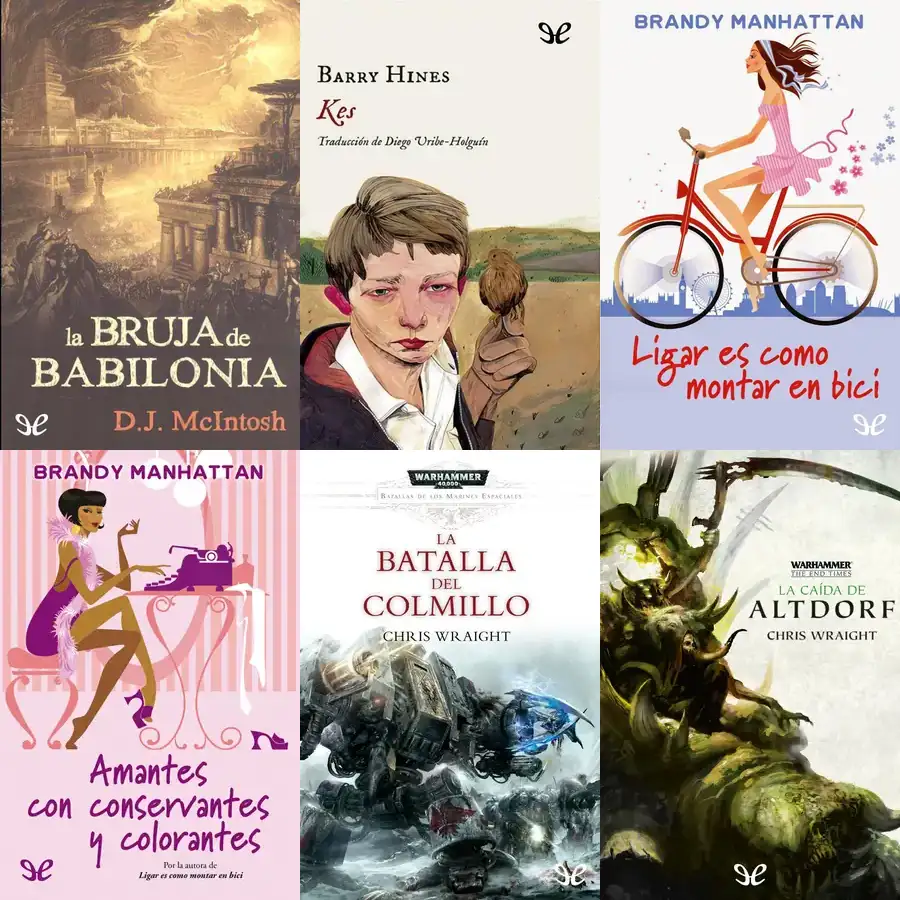 la BRUJA de
BABILONIA
D.J. McIntosh
BARRY HINES
Kes
Traducción de Diego Uribe-Holguín
BRANDY MANHATTAN
Ligar es como
montar en bici
BRANDY MANHATTAN
Amantes
con conservantes
y colorantes
Por la autora de
Ligar es como montar en bici
WARHAMMER
40,000
BATALLAS DE LOS MARINES ESPACIALES
LA
BATALLA
DEL
COLMILLO
CHRIS WRAIGHT
WARHAMMER
THE END TIMES
LA CAÍDA DE
ALTDORF
CHRIS WRAIGHT